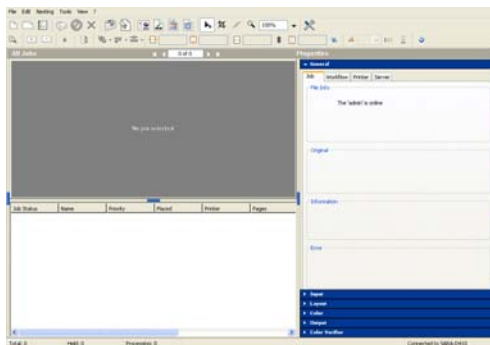 File Edit Nesting Tools View ?
100%
All Jobs
0 of 0
Properties
General
Job Workflow Printer Server
File Info
The 'admin' is online
No job selected
Original
Information
Error
Job Status Name Priority Placed Printer Pages
Input
Layout
Color
Output
Color Verifier
Total: 0 Held: 0 Processing: 0